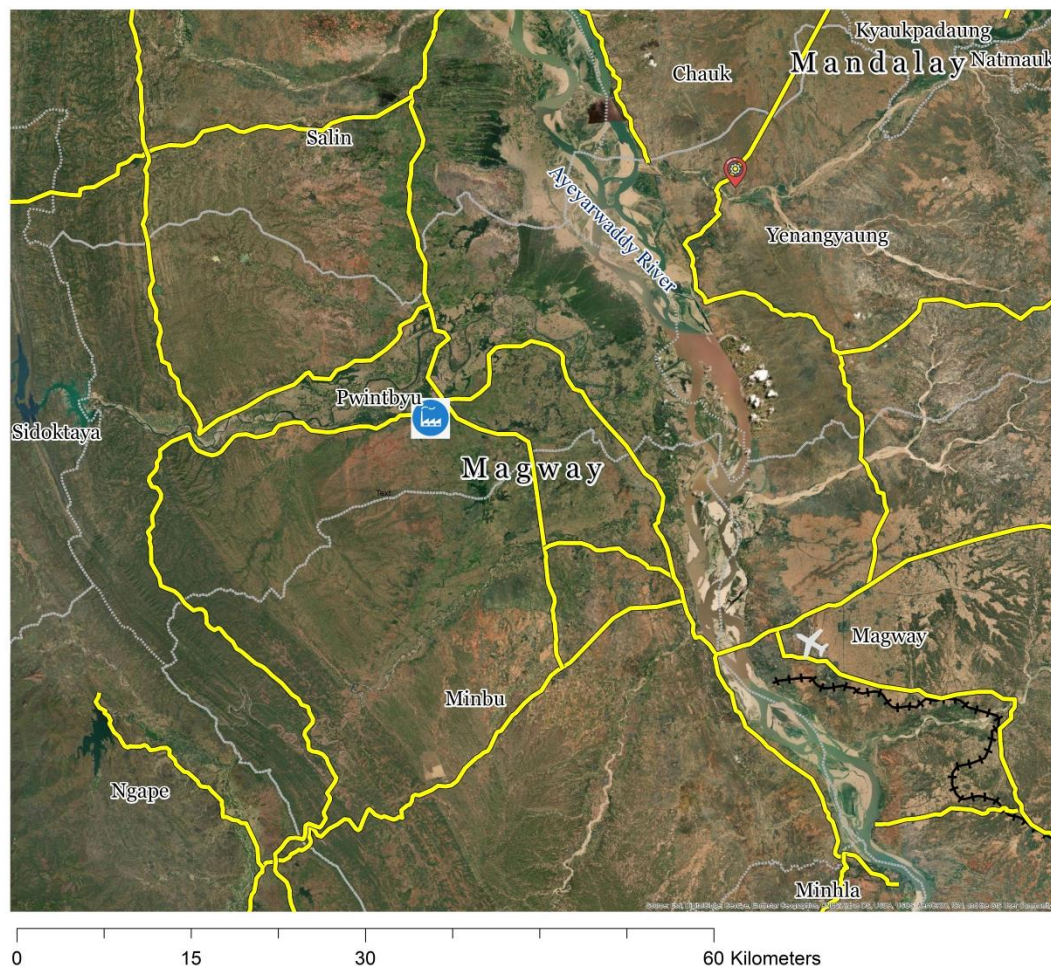 Kyaukpadaung
Mandalay
Natmauk
Chauk
Salin
Ayeyarwaddy River
Yenangyaung
Pwintbyu
Sidoktaya
Magway
Text
Magway
Minbu
Ngape
Minhla
0
15
30
60 Kilometers